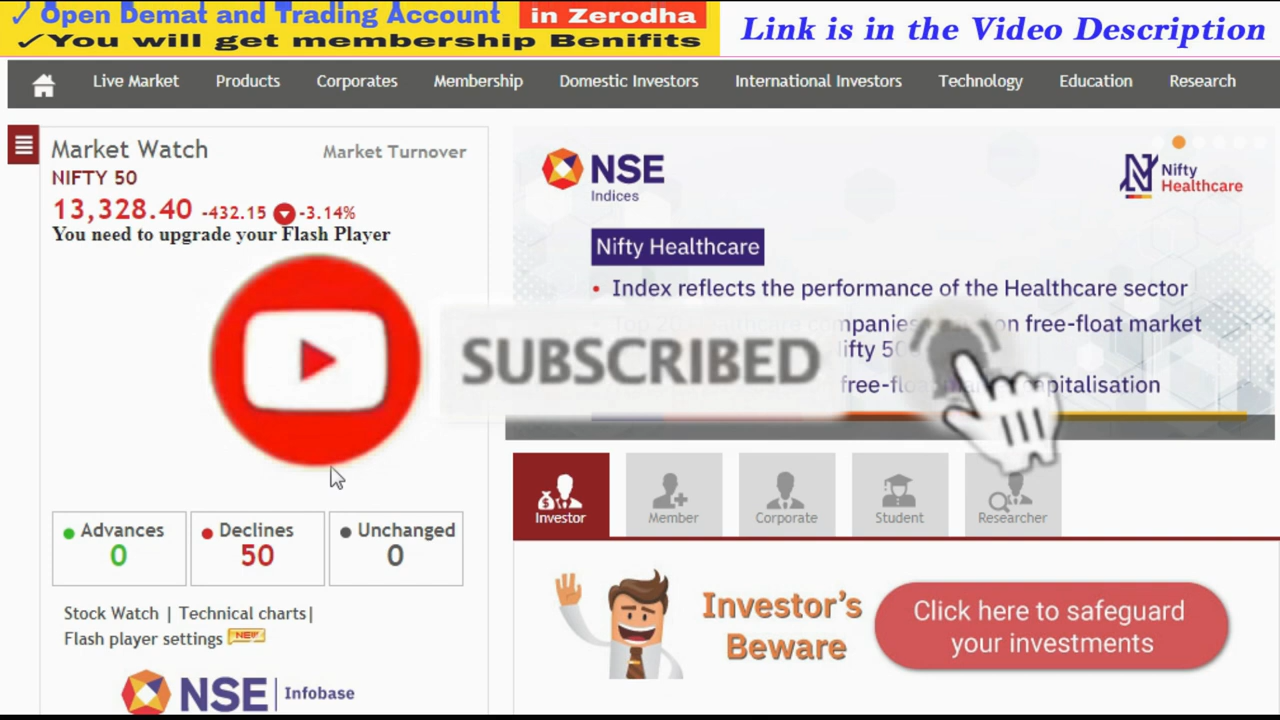 ✓ Open Demat and Trading Account in Zerodha
✓You will get membership Benifits
Link is in the Video Description
Live Market Products Corporates Membership Domestic Investors International Investors Technology Education Research
Market Watch Market Turnover
NIFTY 50
13,328.40 -432.15 -3.14%
You need to upgrade your Flash Player
Advances
0
Declines
50
Unchanged
0
Stock Watch | Technical charts|
Flash player settings NEW
NSE | Infobase
NSE
Indices
Nifty
Healthcare
Nifty Healthcare
• Index reflects the performance of the Healthcare sector
on free-float market
capitalisation
SUBSCRIBED
Investor
Member
Corporate
Student
Researcher
Investor's
Beware
Click here to safeguard
your investments